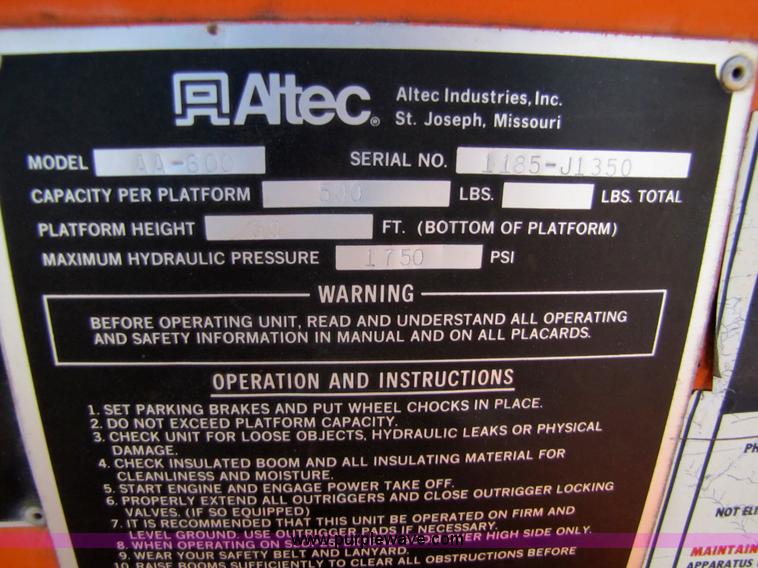 Altec® Altec Industries, Inc.
St. Joseph, Missouri
MODEL AA-600 SERIAL NO. 1185-J1350
CAPACITY PER PLATFORM 500 LBS. LBS. TOTAL
PLATFORM HEIGHT 60 FT. (BOTTOM OF PLATFORM)
MAXIMUM HYDRAULIC PRESSURE 1750 PSI
WARNING
BEFORE OPERATING UNIT, READ AND UNDERSTAND ALL OPERATING
AND SAFETY INFORMATION IN MANUAL AND ON ALL PLACARDS.
OPERATION AND INSTRUCTIONS
1. SET PARKING BRAKES AND PUT WHEEL CHOCKS IN PLACE.
2. DO NOT EXCEED PLATFORM CAPACITY.
3. CHECK UNIT FOR LOOSE OBJECTS, HYDRAULIC LEAKS OR PHYSICAL
DAMAGE.
4. CHECK INSULATED BOOM AND ALL INSULATING MATERIAL FOR
CLEANLINESS AND MOISTURE.
5. START ENGINE AND ENGAGE POWER TAKE OFF.
6. PROPERLY EXTEND ALL OUTRIGGERS AND CLOSE OUTRIGGER LOCKING
VALVES. (IF SO EQUIPPED)
7. IT IS RECOMMENDED THAT THIS UNIT BE OPERATED ON FIRM AND
LEVEL GROUND. USE OUTRIGGER PADS IF NECESSARY.
8. WHEN OPERATING ON HIGH SIDE ONLY.
9. WEAR YOUR SAFETY BELT AND LANYARD.
10. RAISE BOOMS SUFFICIENTLY TO CLEAR ALL OBSTRUCTIONS BEFORE
www.purplewave.com
NOT
MAINTAIN
APPARATUS